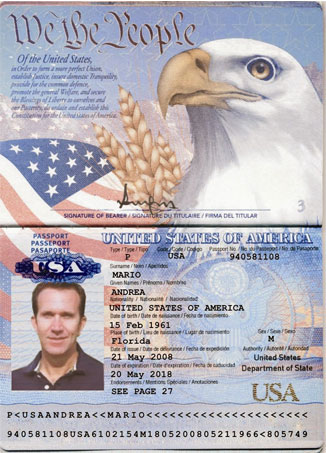 We the People
Of the United States,
in Order to form a more perfect Union,
establish Justice, insure domestic Tranquility,
provide for the common defence,
promote the general Welfare, and secure
the Blessings of Liberty to ourselves and
our Posterity, do ordain and establish this
Constitution for the United States of America.
SIGNATURE OF BEARER / SIGNATURE DU TITULAIRE / FIRMA DEL TITULAR
3
PASSPORT
PASSEPORT
PASAPORTE
UNITED STATES OF AMERICA
USA
Type / Type / Tipo Code / Code / Codigo Passport No. / No. du Passeport / No. de Pasaporte
P USA 940581108
Surname / Nom / Apellidos
MARIO
Given Names / Prénoms / Nombres
ANDREA
Nationality / Nationalité / Nacionalidad
UNITED STATES OF AMERICA
Date of birth / Date de naissance / Fecha de nacimiento
15 Feb 1961
Place of birth / Lieu de naissance / Lugar de nacimiento Sex / Sexe / Sexo
Florida M
Date of issue / Date de délivrance / Fecha de expedición Authority / Autorité / Autoridad
21 May 2008 United States
Date of expiration / Date d'expiration / Fecha de caducidad Department of State
20 May 2018
Endorsements / Mentions Spéciales / Anotaciones
SEE PAGE 27
USA
P<USAANDREA<<MARIO<<<<<<<<<<<<<<<<<<<<<<
940581108USA6102154M1805200805211966<805749